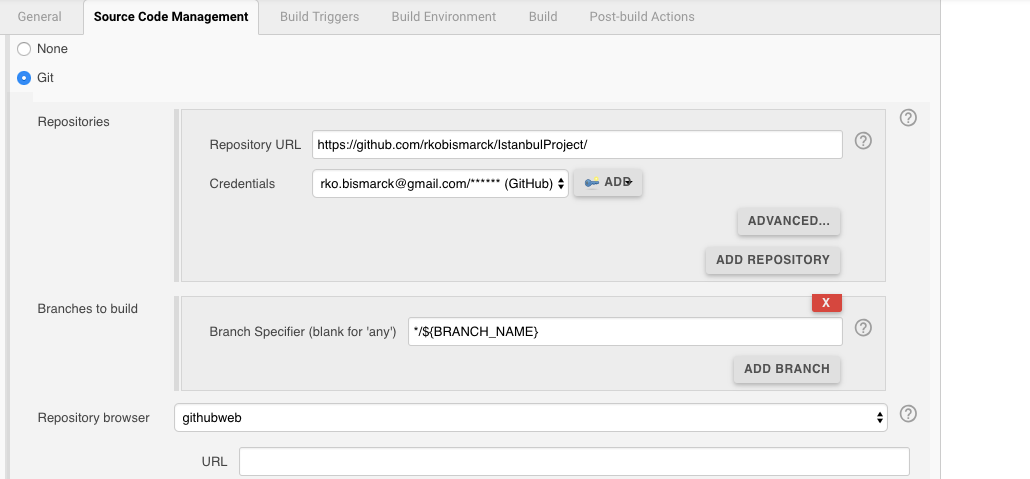 General Source Code Management Build Triggers Build Environment Build Post-build Actions
None
Git
Repositories
Repository URL https://github.com/rkobismarck/IstanbulProject/
Credentials rko.bismarck@gmail.com/****** (GitHub) ADD
ADVANCED...
ADD REPOSITORY
Branches to build
X
Branch Specifier (blank for 'any') */${BRANCH_NAME}
ADD BRANCH
Repository browser githubweb
URL